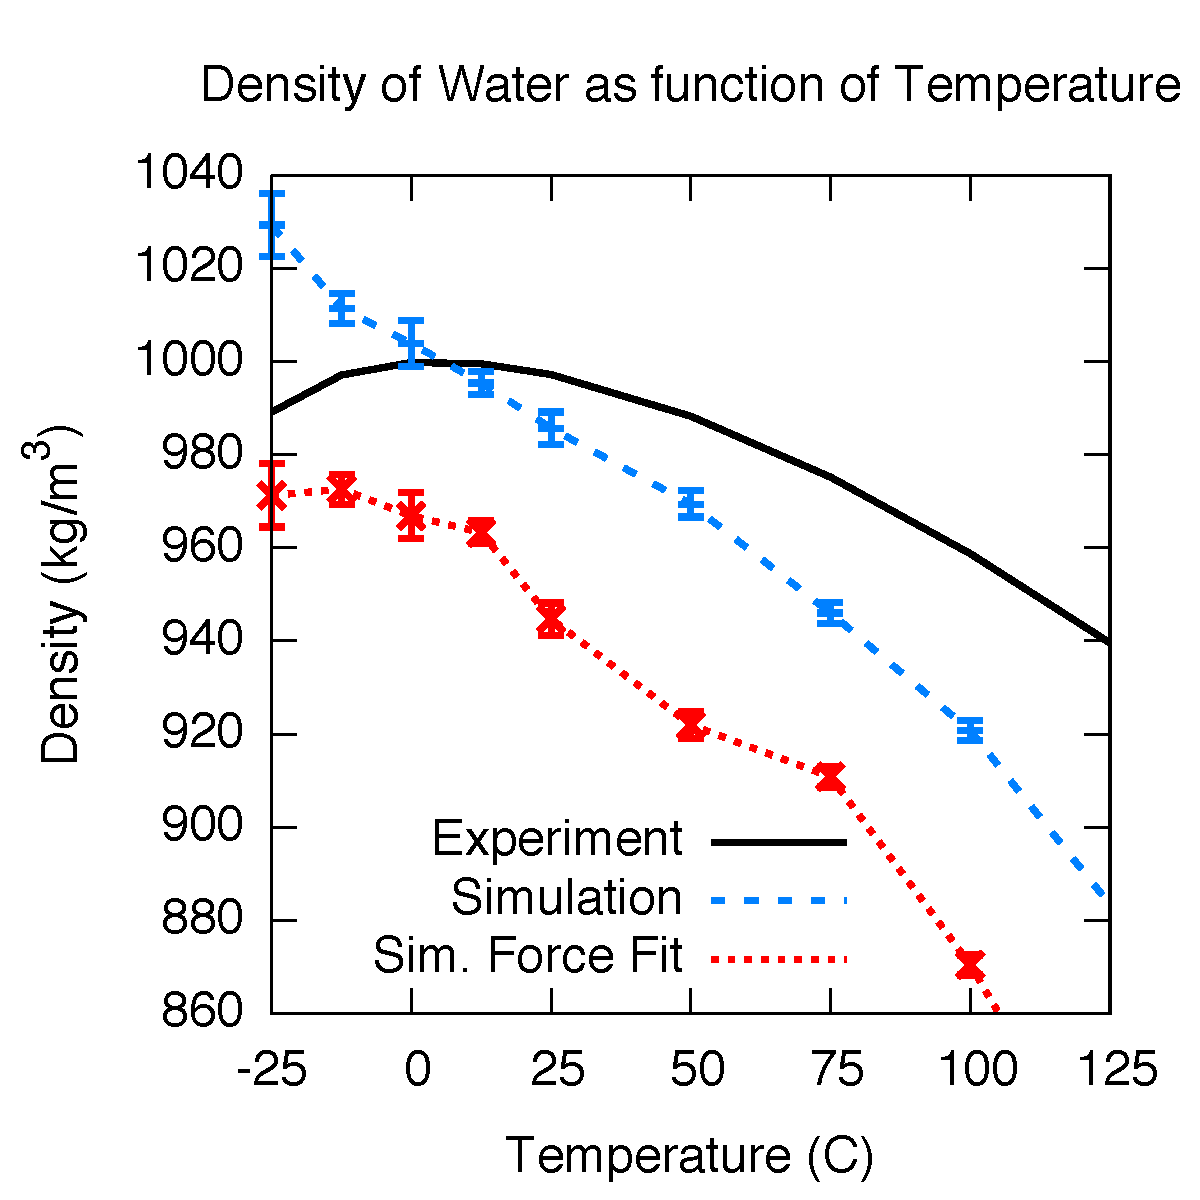 Density of Water as function of Temperature
1040
1020
1000
980
960
940
920
900
880
860
Density (kg/m³)
Experiment
Simulation
Sim. Force Fit
-25 0 25 50 75 100 125
Temperature (C)